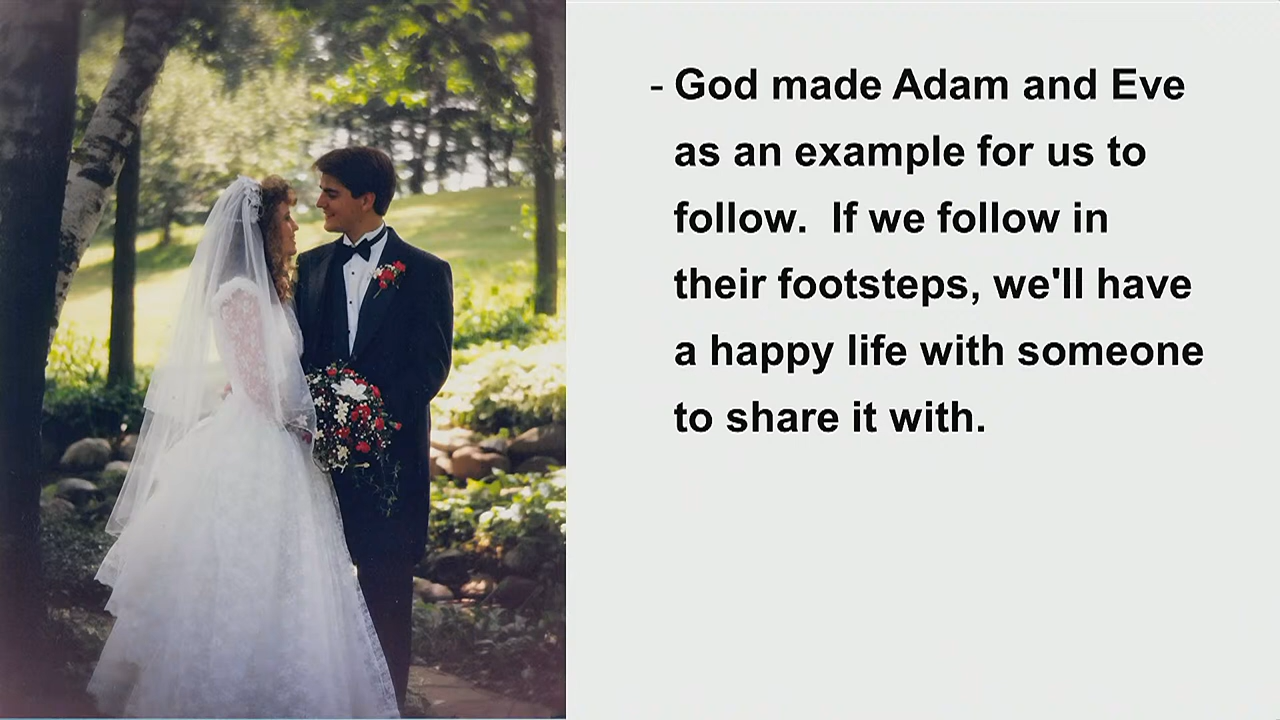 - God made Adam and Eve
as an example for us to
follow.  If we follow in
their footsteps, we'll have
a happy life with someone
to share it with.